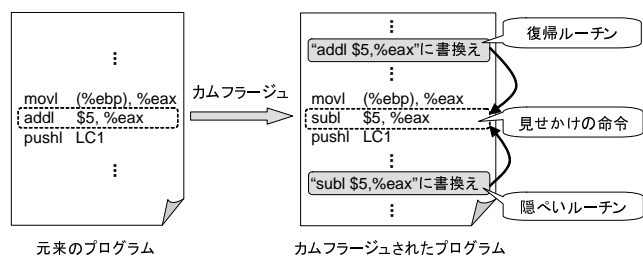 movl (%ebp), %eax
addl $5, %eax
pushl LC1
元来のプログラム
カムフラージュ
"addl $5,%eax"に書換え
movl (%ebp), %eax
subl $5, %eax
pushl LC1
"subl $5,%eax"に書換え
カムフラージュされたプログラム
復帰ルーチン
見せかけの命令
隠ぺいルーチン